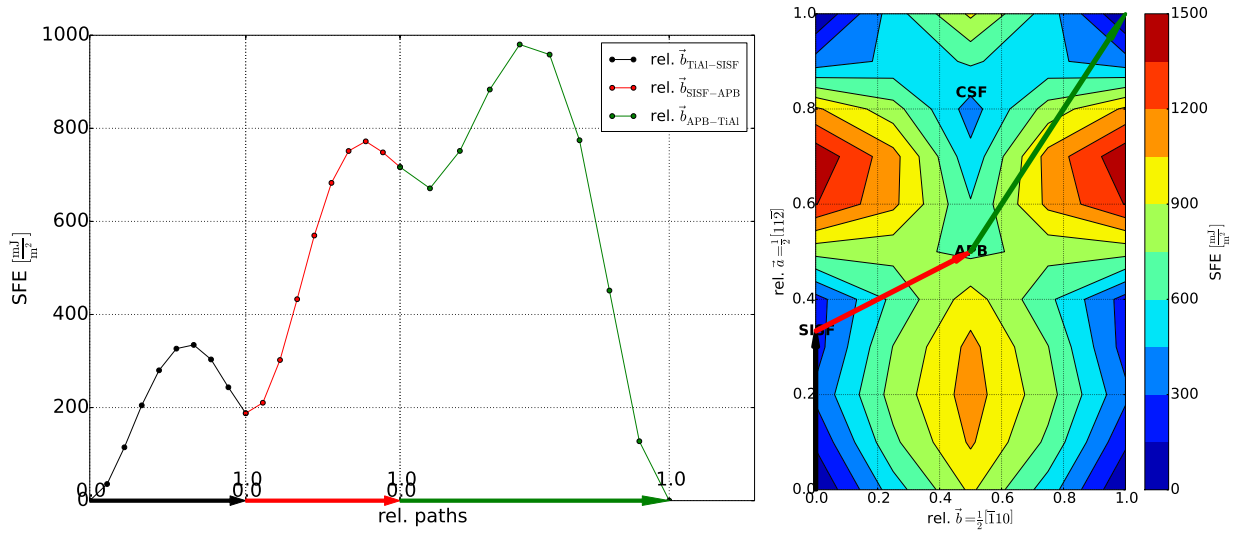 1000
800
600
400
200
0
SFE [mJ/m²]
rel. b⃗ TiAl−SISF
rel. b⃗ SISF−APB
rel. b⃗ APB−TiAl
0.0
1.0
0.0
1.0
0.0
1.0
rel. paths
1.0
0.8
0.6
0.4
0.2
0.0
rel. a⃗ = 1/2 [112̅]
CSF
APB
SISF
0.0 0.2 0.4 0.6 0.8 1.0
rel. b⃗ = 1/2 [1̅10]
1500
1200
900
600
300
0
SFE [mJ/m²]